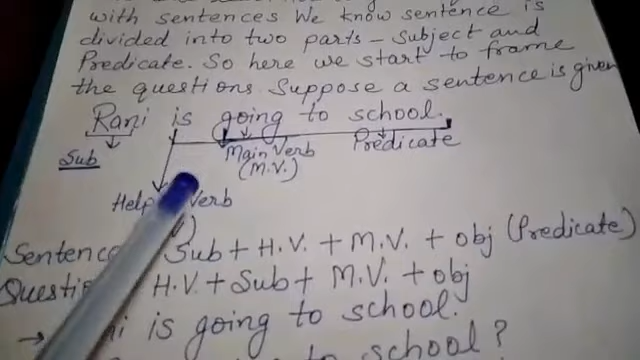 with sentences We know sentence is
divided into two parts - Subject and
Predicate. So here we start to frame
the questions. Suppose a sentence is given
Rani is going to school.
Sub
Main Verb
Predicate
(M.V.)
Verb
Sentence Sub + H.V. + M.V. + obj (Predicate)
H.V. + Sub + M.V. + obj
→ is going to school.
to school?